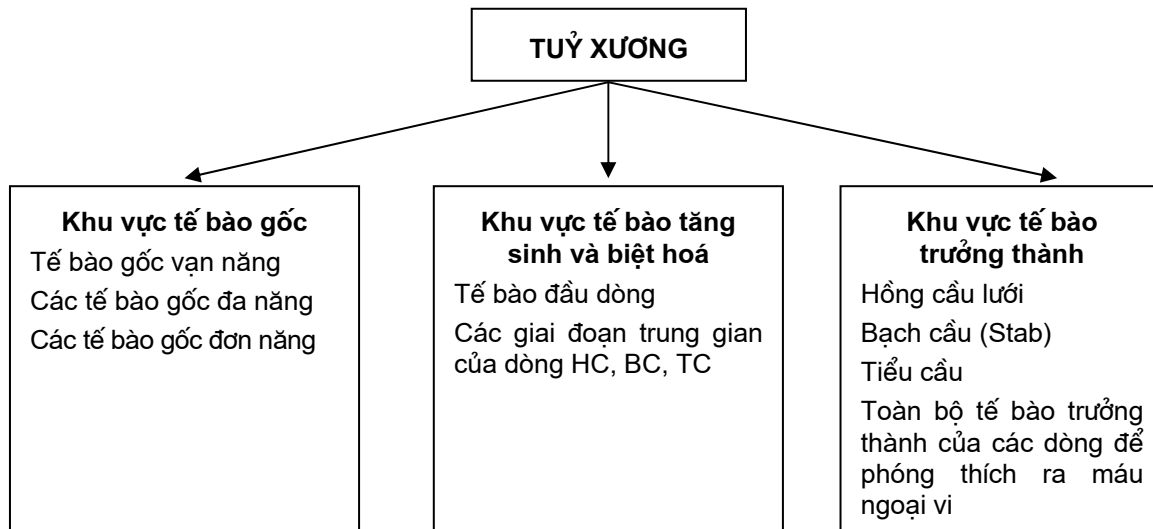 TUỶ XƯƠNG
Khu vực tế bào gốc
Tế bào gốc vạn năng
Các tế bào gốc đa năng
Các tế bào gốc đơn năng
Khu vực tế bào tăng
sinh và biệt hoá
Tế bào đầu dòng
Các giai đoạn trung gian
của dòng HC, BC, TC
Khu vực tế bào
trưởng thành
Hồng cầu lưới
Bạch cầu (Stab)
Tiểu cầu
Toàn bộ tế bào trưởng
thành của các dòng để
phóng thích ra máu
ngoại vi